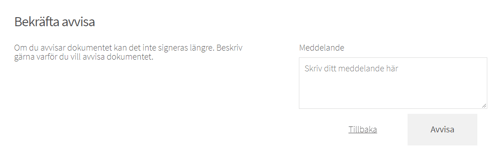 Bekräfta avvisa
Om du avvisar dokumentet kan det inte signeras längre. Beskriv
gärna varför du vill avvisa dokumentet.
Meddelande
Skriv ditt meddelande här
Tillbaka
Avvisa